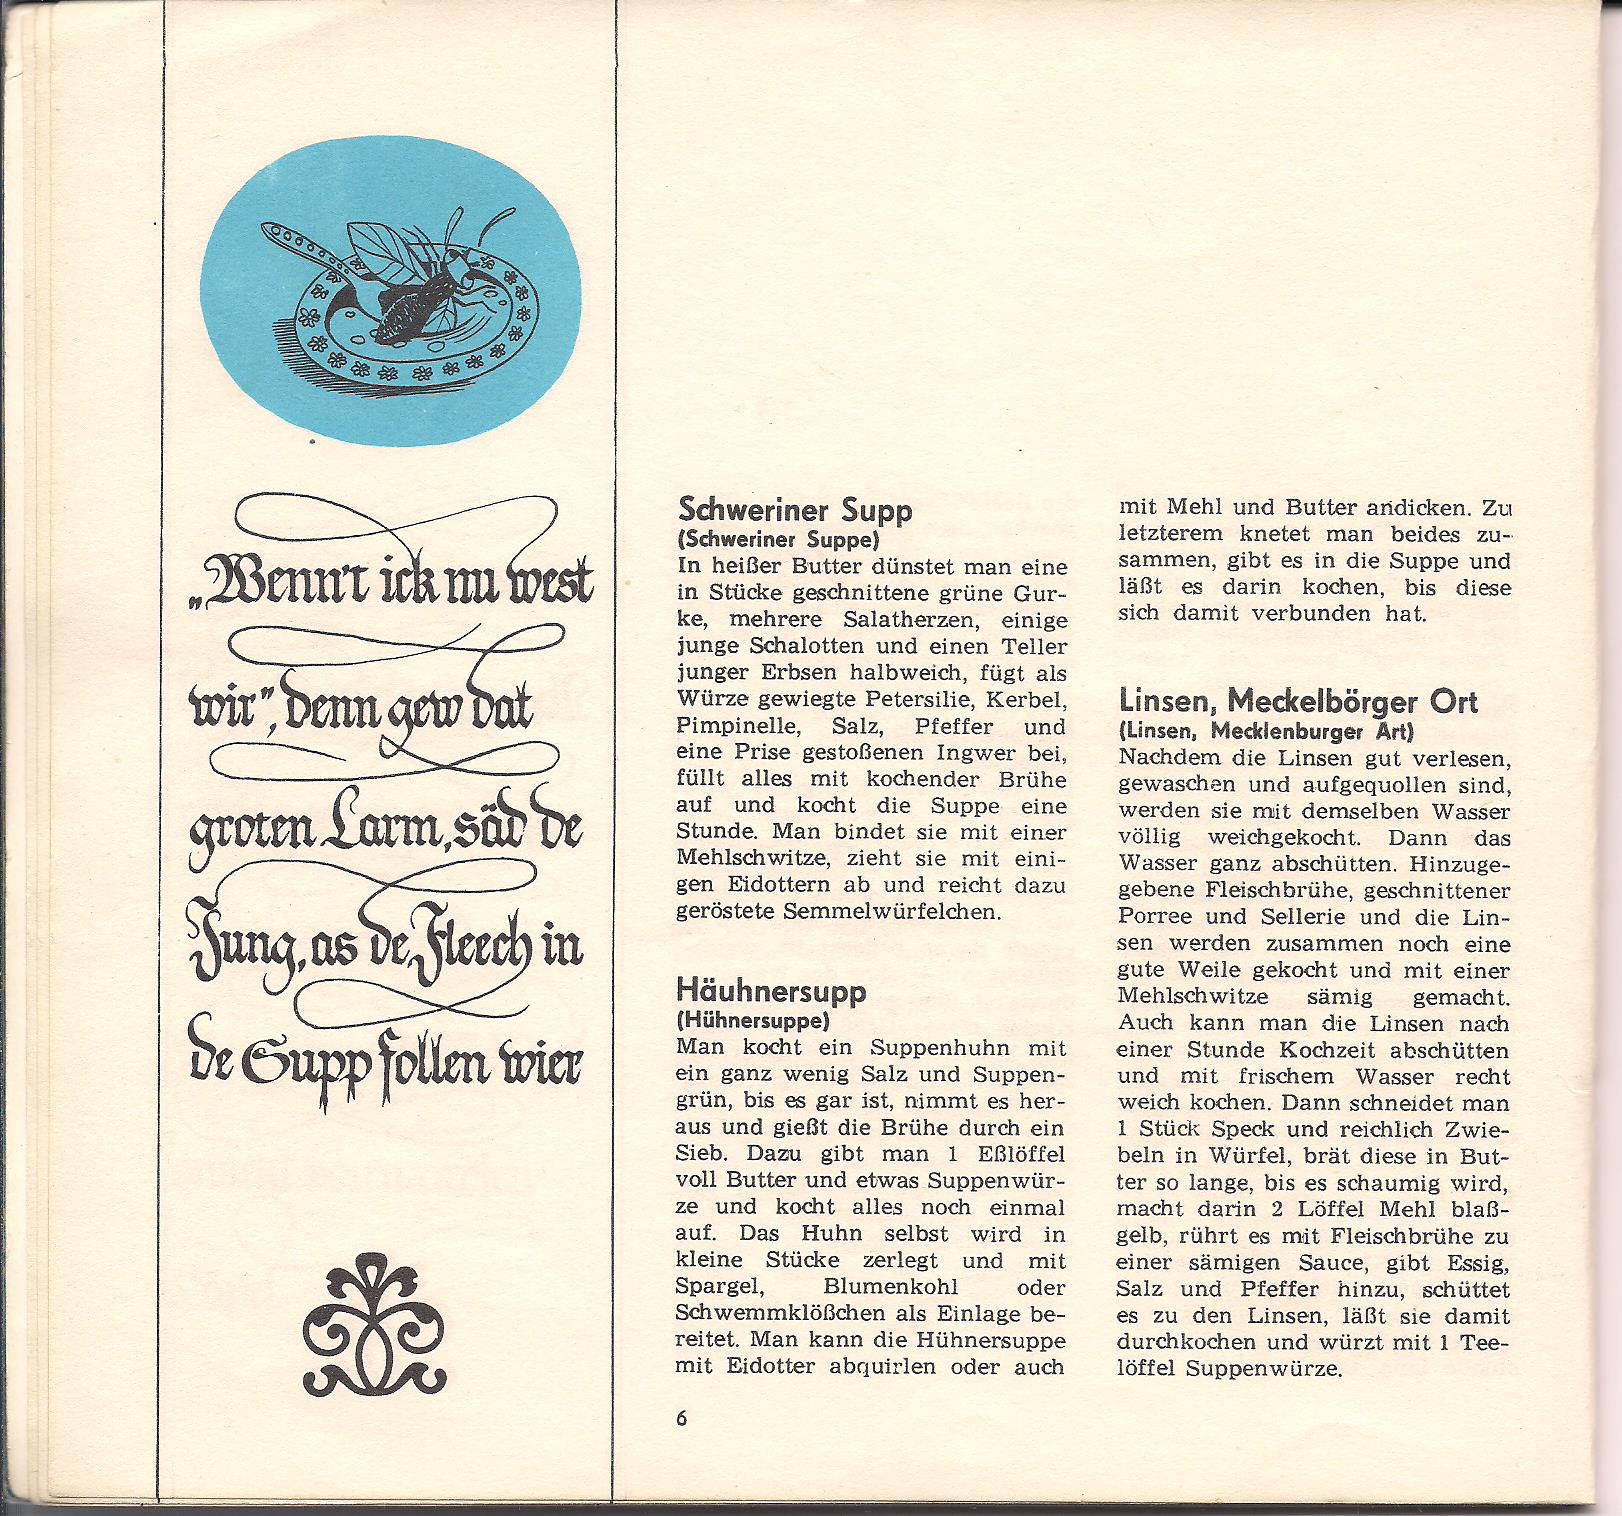 „Wenn't ick nu west
wir”, denn gew dat
groten Larm, säd de
Jung, as de Fleech in
de Supp follen wier
Schweriner Supp
(Schweriner Suppe)
In heißer Butter dünstet man eine
in Stücke geschnittene grüne Gur-
ke, mehrere Salatherzen, einige
junge Schalotten und einen Teller
junger Erbsen halbweich, fügt als
Würze gewiegte Petersilie, Kerbel,
Pimpinelle, Salz, Pfeffer und
eine Prise gestoßenen Ingwer bei,
füllt alles mit kochender Brühe
auf und kocht die Suppe eine
Stunde. Man bindet sie mit einer
Mehlschwitze, zieht sie mit eini-
gen Eidottern ab und reicht dazu
geröstete Semmelwürfelchen.
Häuhnersupp
(Hühnersuppe)
Man kocht ein Suppenhuhn mit
ein ganz wenig Salz und Suppen-
grün, bis es gar ist, nimmt es her-
aus und gießt die Brühe durch ein
Sieb. Dazu gibt man 1 Eßlöffel
voll Butter und etwas Suppenwür-
ze und kocht alles noch einmal
auf. Das Huhn selbst wird in
kleine Stücke zerlegt und mit
Spargel, Blumenkohl oder
Schwemmklößchen als Einlage be-
reitet. Man kann die Hühnersuppe
mit Eidotter abquirlen oder auch
mit Mehl und Butter andicken. Zu
letzterem knetet man beides zu-
sammen, gibt es in die Suppe und
läßt es darin kochen, bis diese
sich damit verbunden hat.
Linsen, Meckelbörger Ort
(Linsen, Mecklenburger Art)
Nachdem die Linsen gut verlesen,
gewaschen und aufgequollen sind,
werden sie mit demselben Wasser
völlig weichgekocht. Dann das
Wasser ganz abschütten. Hinzuge-
gebene Fleischbrühe, geschnittener
Porree und Sellerie und die Lin-
sen werden zusammen noch eine
gute Weile gekocht und mit einer
Mehlschwitze sämig gemacht.
Auch kann man die Linsen nach
einer Stunde Kochzeit abschütten
und mit frischem Wasser recht
weich kochen. Dann schneidet man
1 Stück Speck und reichlich Zwie-
beln in Würfel, brät diese in But-
ter so lange, bis es schaumig wird,
macht darin 2 Löffel Mehl blaß-
gelb, rührt es mit Fleischbrühe zu
einer sämigen Sauce, gibt Essig,
Salz und Pfeffer hinzu, schüttet
es zu den Linsen, läßt sie damit
durchkochen und würzt mit 1 Tee-
löffel Suppenwürze.
6